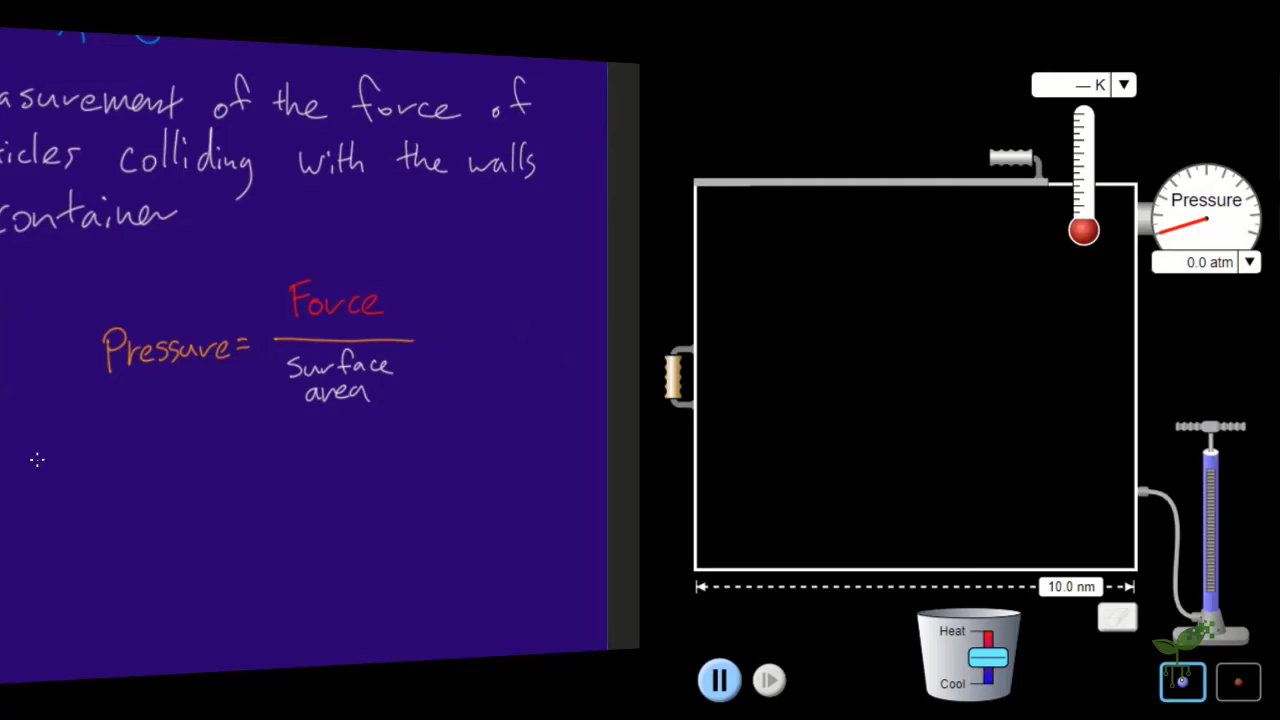 asurement of the force of
icles colliding with the walls
container
Force
Pressure=
surface
area
— K
Pressure
0.0 atm
10.0 nm
Heat
Cool